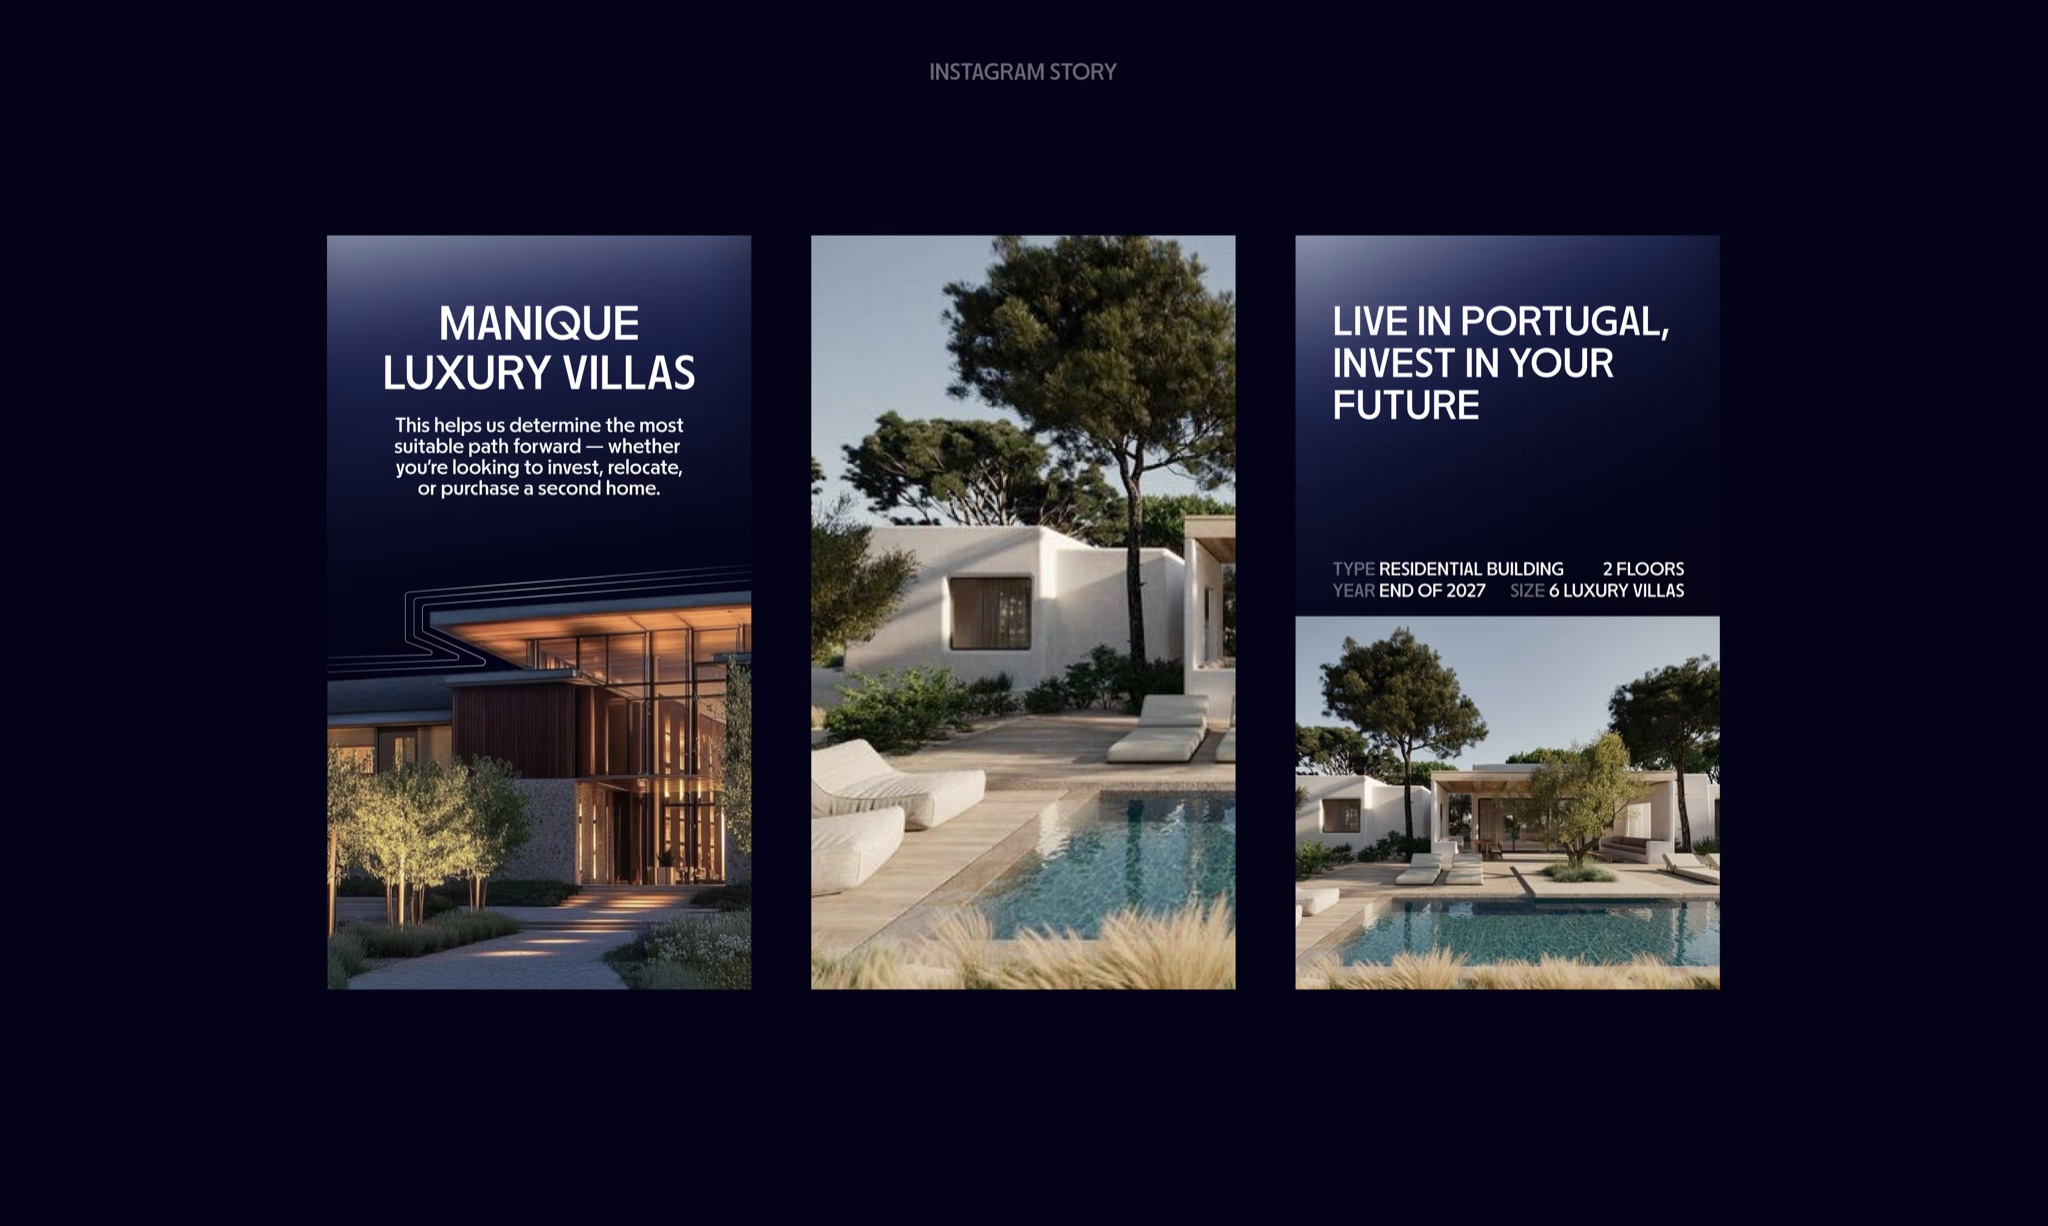 INSTAGRAM STORY
MANIQUE
LUXURY VILLAS
This helps us determine the most
suitable path forward — whether
you're looking to invest, relocate,
or purchase a second home.
LIVE IN PORTUGAL,
INVEST IN YOUR
FUTURE
TYPE RESIDENTIAL BUILDING 2 FLOORS
YEAR END OF 2027 SIZE 6 LUXURY VILLAS